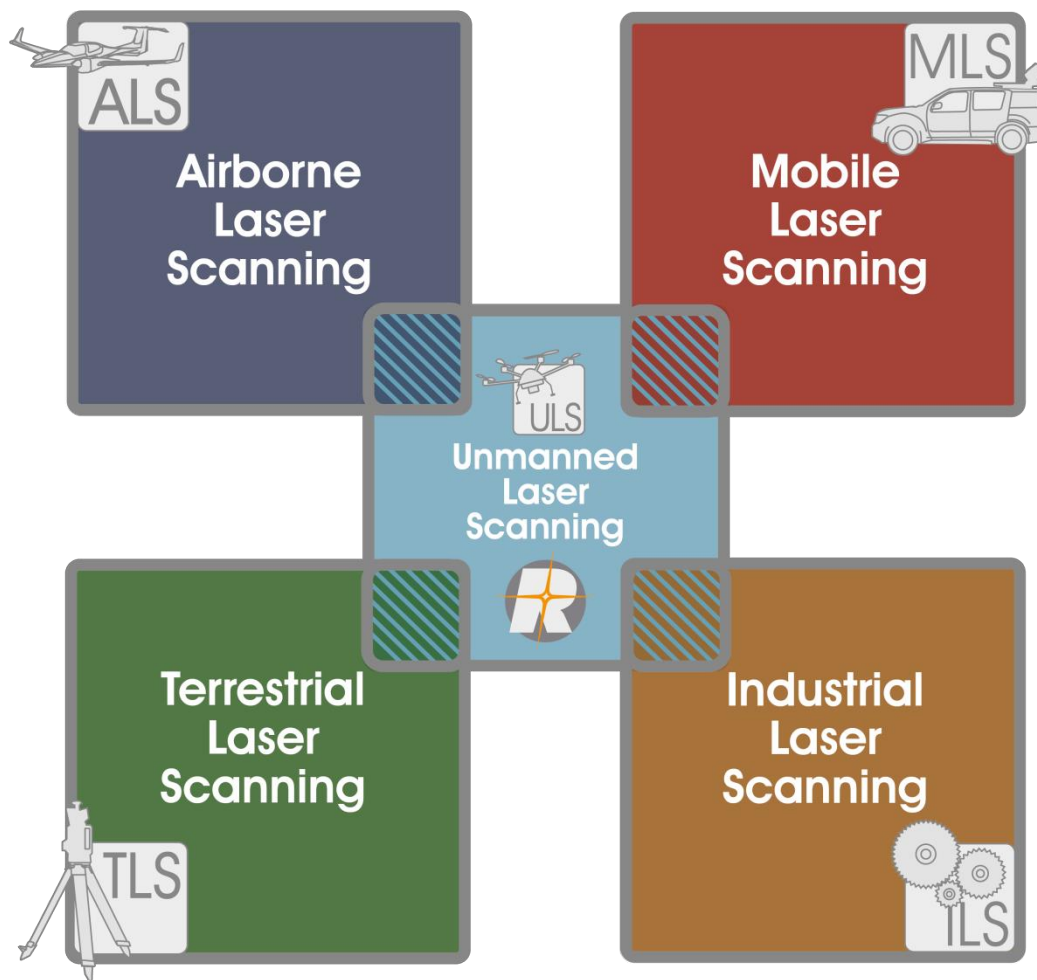 ALS
Airborne
Laser
Scanning
MLS
Mobile
Laser
Scanning
ULS
Unmanned
Laser
Scanning
R
Terrestrial
Laser
Scanning
TLS
Industrial
Laser
Scanning
ILS